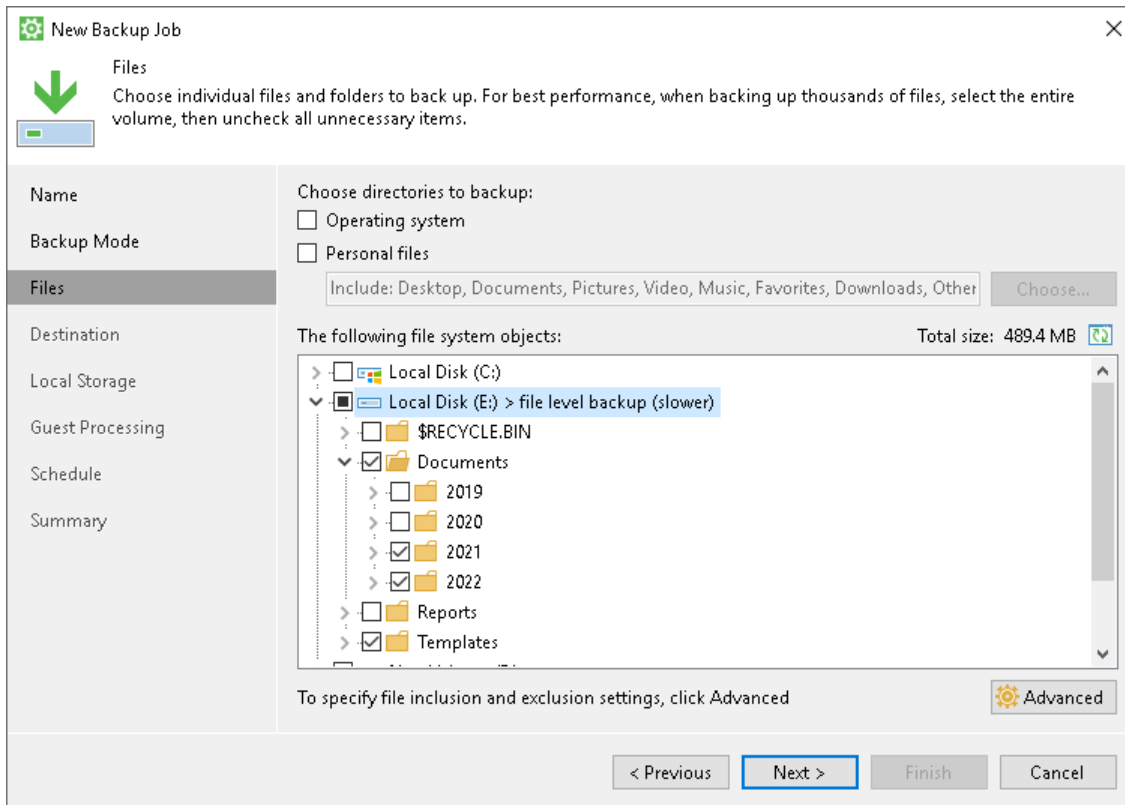 New Backup Job
Files
Choose individual files and folders to back up. For best performance, when backing up thousands of files, select the entire
volume, then uncheck all unnecessary items.
Name
Backup Mode
Files
Destination
Local Storage
Guest Processing
Schedule
Summary
Choose directories to backup:
Operating system
Personal files
Include: Desktop, Documents, Pictures, Video, Music, Favorites, Downloads, Other
Choose...
The following file system objects:
Total size: 489.4 MB
Local Disk (C:)
Local Disk (E:) > file level backup (slower)
$RECYCLE.BIN
Documents
2019
2020
2021
2022
Reports
Templates
To specify file inclusion and exclusion settings, click Advanced
Advanced
< Previous
Next >
Finish
Cancel